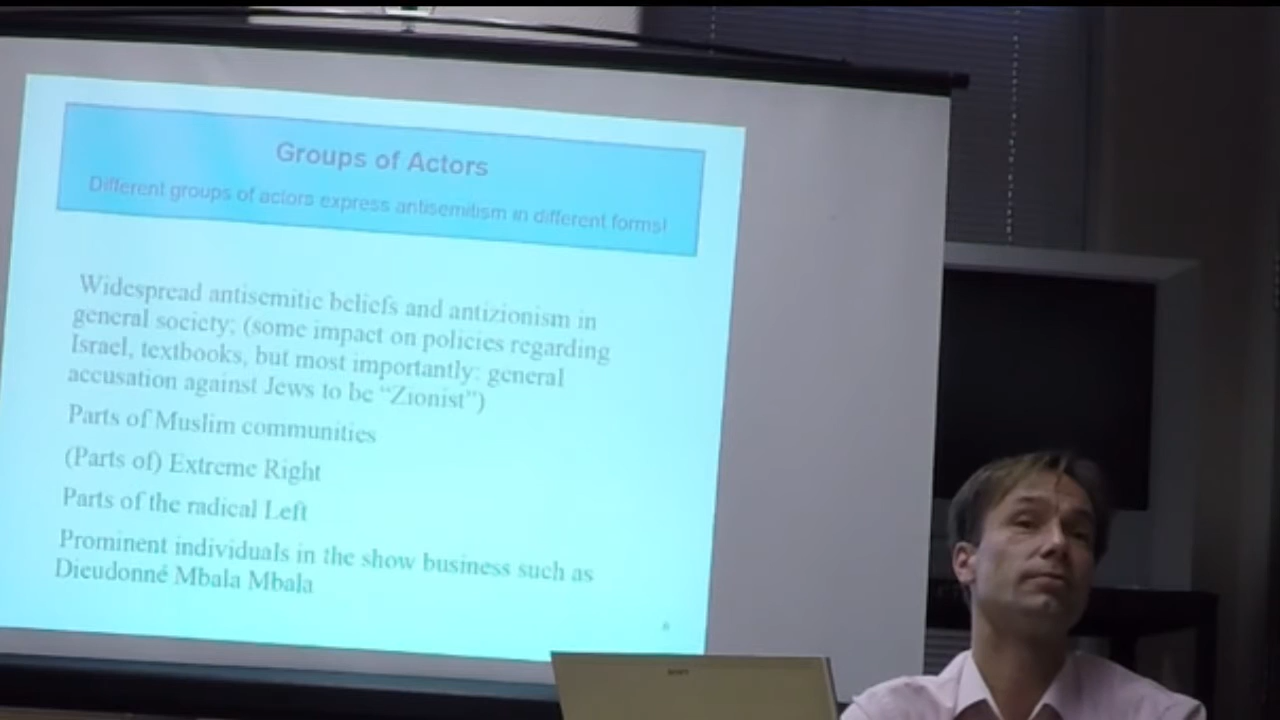 Groups of Actors
Different groups of actors express antisemitism in different forms!
Widespread antisemitic beliefs and antizionism in
general society; (some impact on policies regarding
Israel, textbooks, but most importantly: general
accusation against Jews to be “Zionist”)
Parts of Muslim communities
(Parts of) Extreme Right
Parts of the radical Left
Prominent individuals in the show business such as
Dieudonné Mbala Mbala